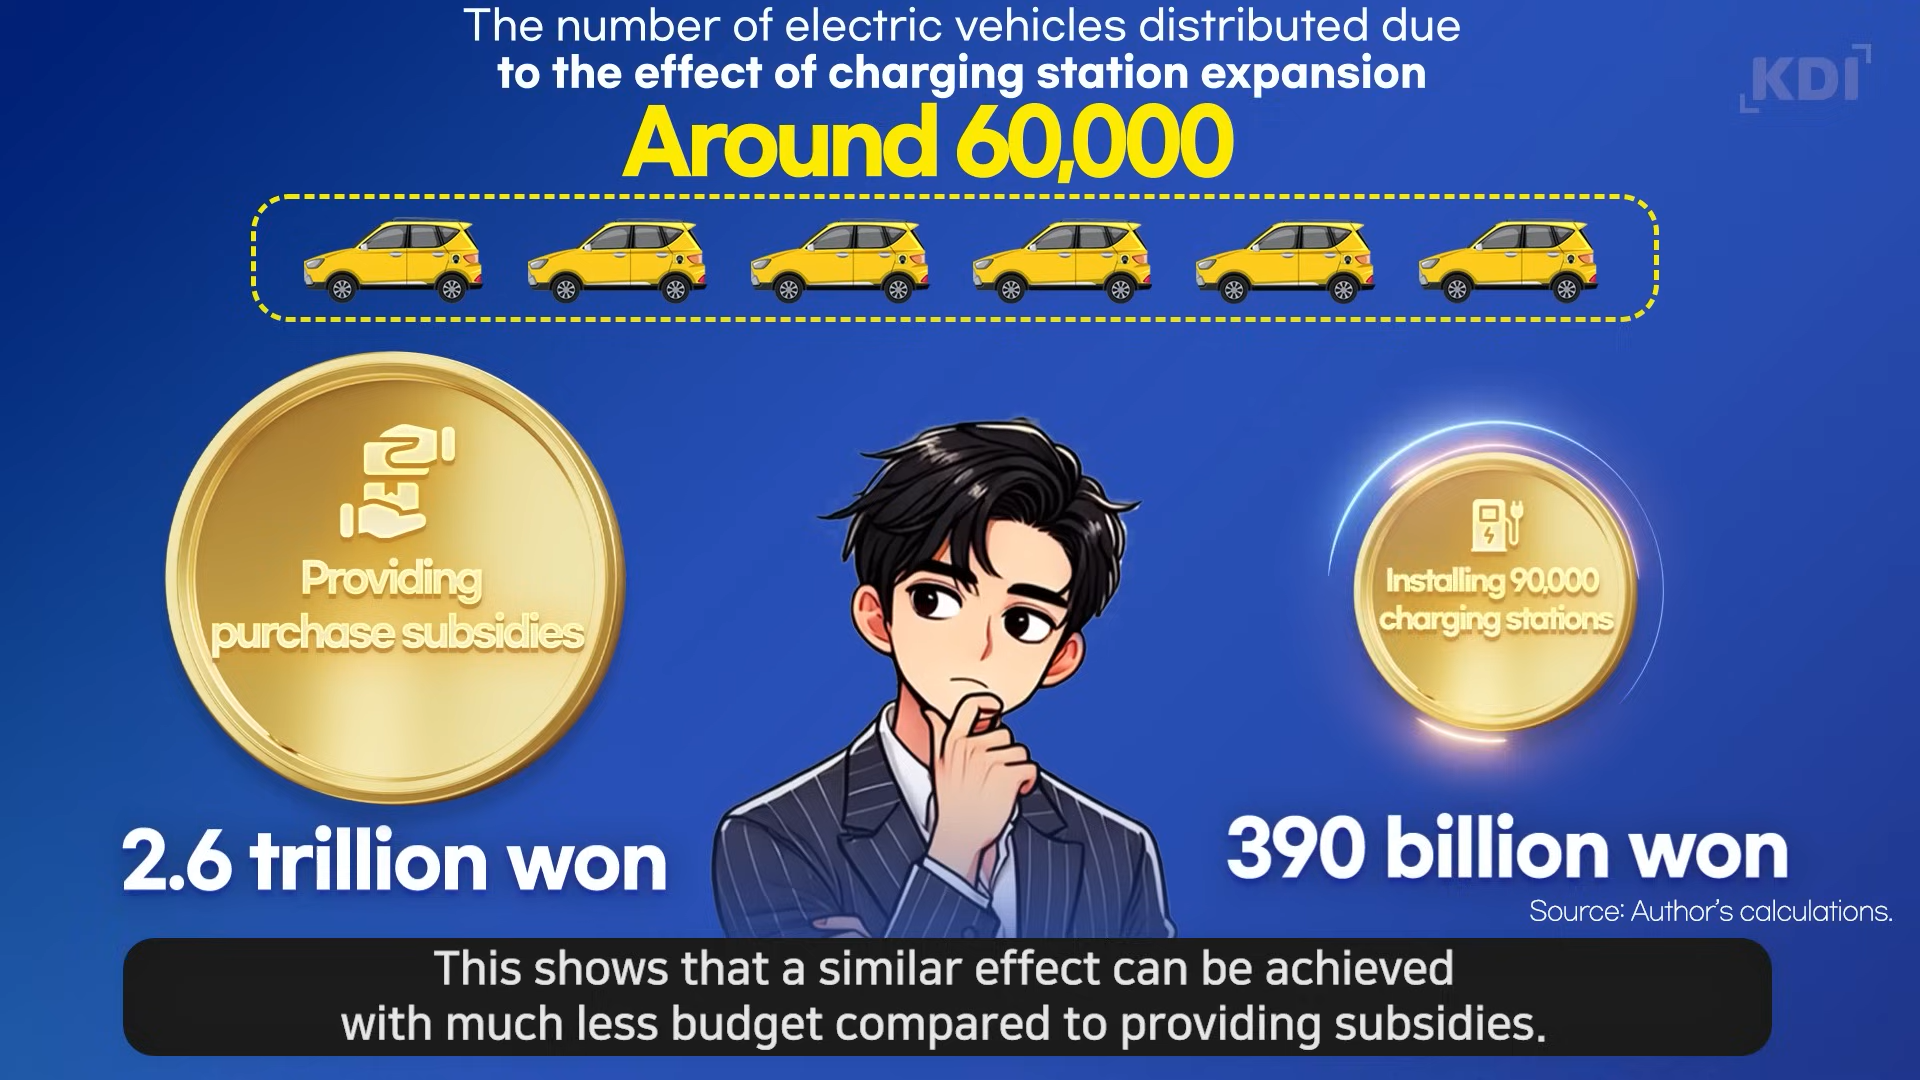 The number of electric vehicles distributed due
to the effect of charging station expansion
KDI
Around 60,000
Providing
purchase subsidies
Installing 90,000
charging stations
2.6 trillion won
390 billion won
Source: Author's calculations.
This shows that a similar effect can be achieved
with much less budget compared to providing subsidies.